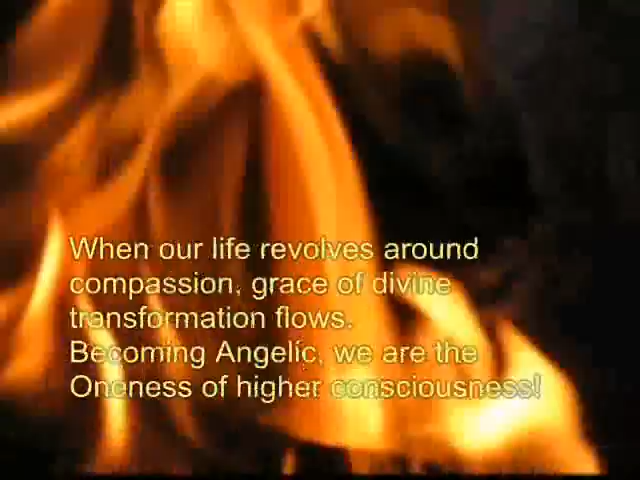 When our life revolves around
compassion, grace of divine
transformation flows.
Becoming Angelic, we are the
Oneness of higher consciousness!